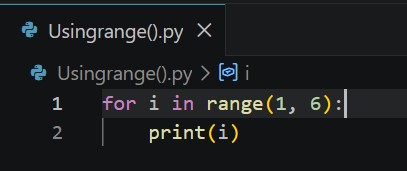 Usingrange().py
Usingrange().py > i
1 for i in range(1, 6):
2     print(i)